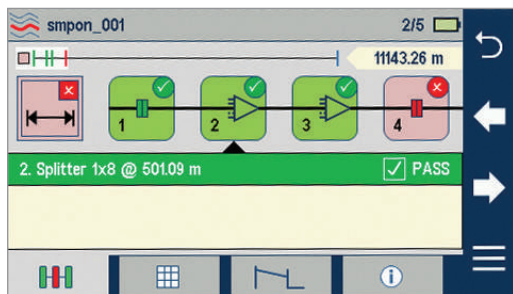 smpon_001
2/5
11143.26 m
1
2
3
4
2. Splitter 1x8 @ 501.09 m
PASS